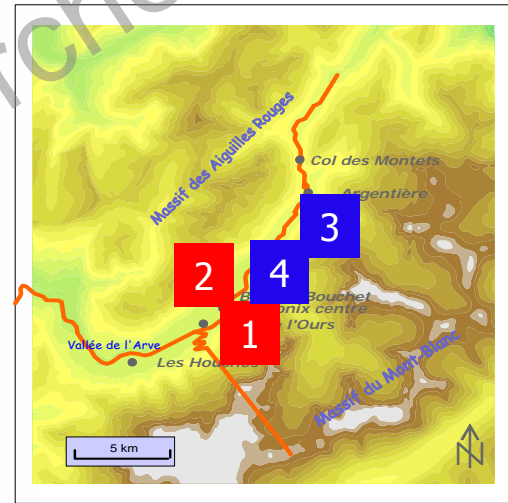 Massif des Aiguilles Rouges
Col des Montets
Argentière
3
2
4
Bouchet
centre
1
l'Ours
Vallée de l'Arve
Les Houches
Massif du Mont-Blanc
5 km
N